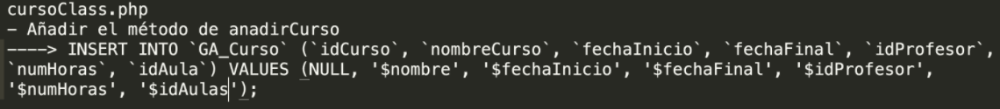 cursoClass.php
- Añadir el método de anadirCurso
----> INSERT INTO `GA_Curso` (`idCurso`, `nombreCurso`, `fechaInicio`, `fechaFinal`, `idProfesor`,
`numHoras`, `idAula`) VALUES (NULL, '$nombre', '$fechaInicio', '$fechaFinal', '$idProfesor',
'$numHoras', '$idAulas');